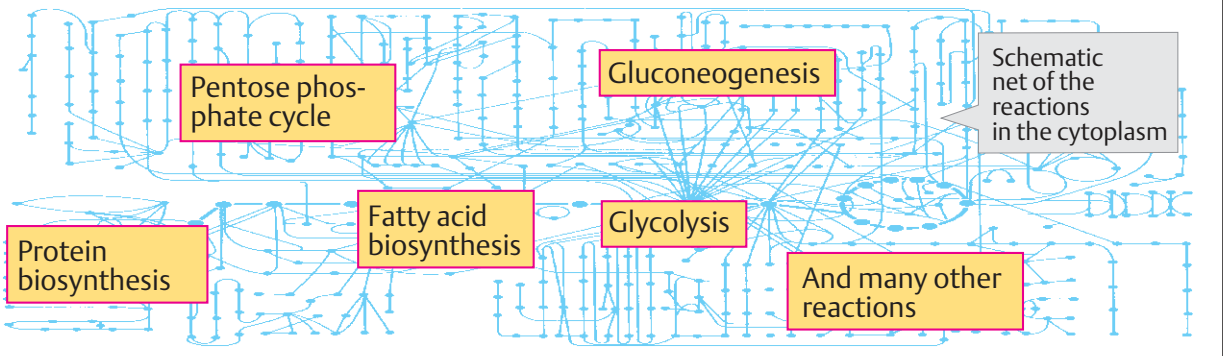 Pentose phos-
phate cycle
Gluconeogenesis
Schematic
net of the
reactions
in the cytoplasm
Protein
biosynthesis
Fatty acid
biosynthesis
Glycolysis
And many other
reactions